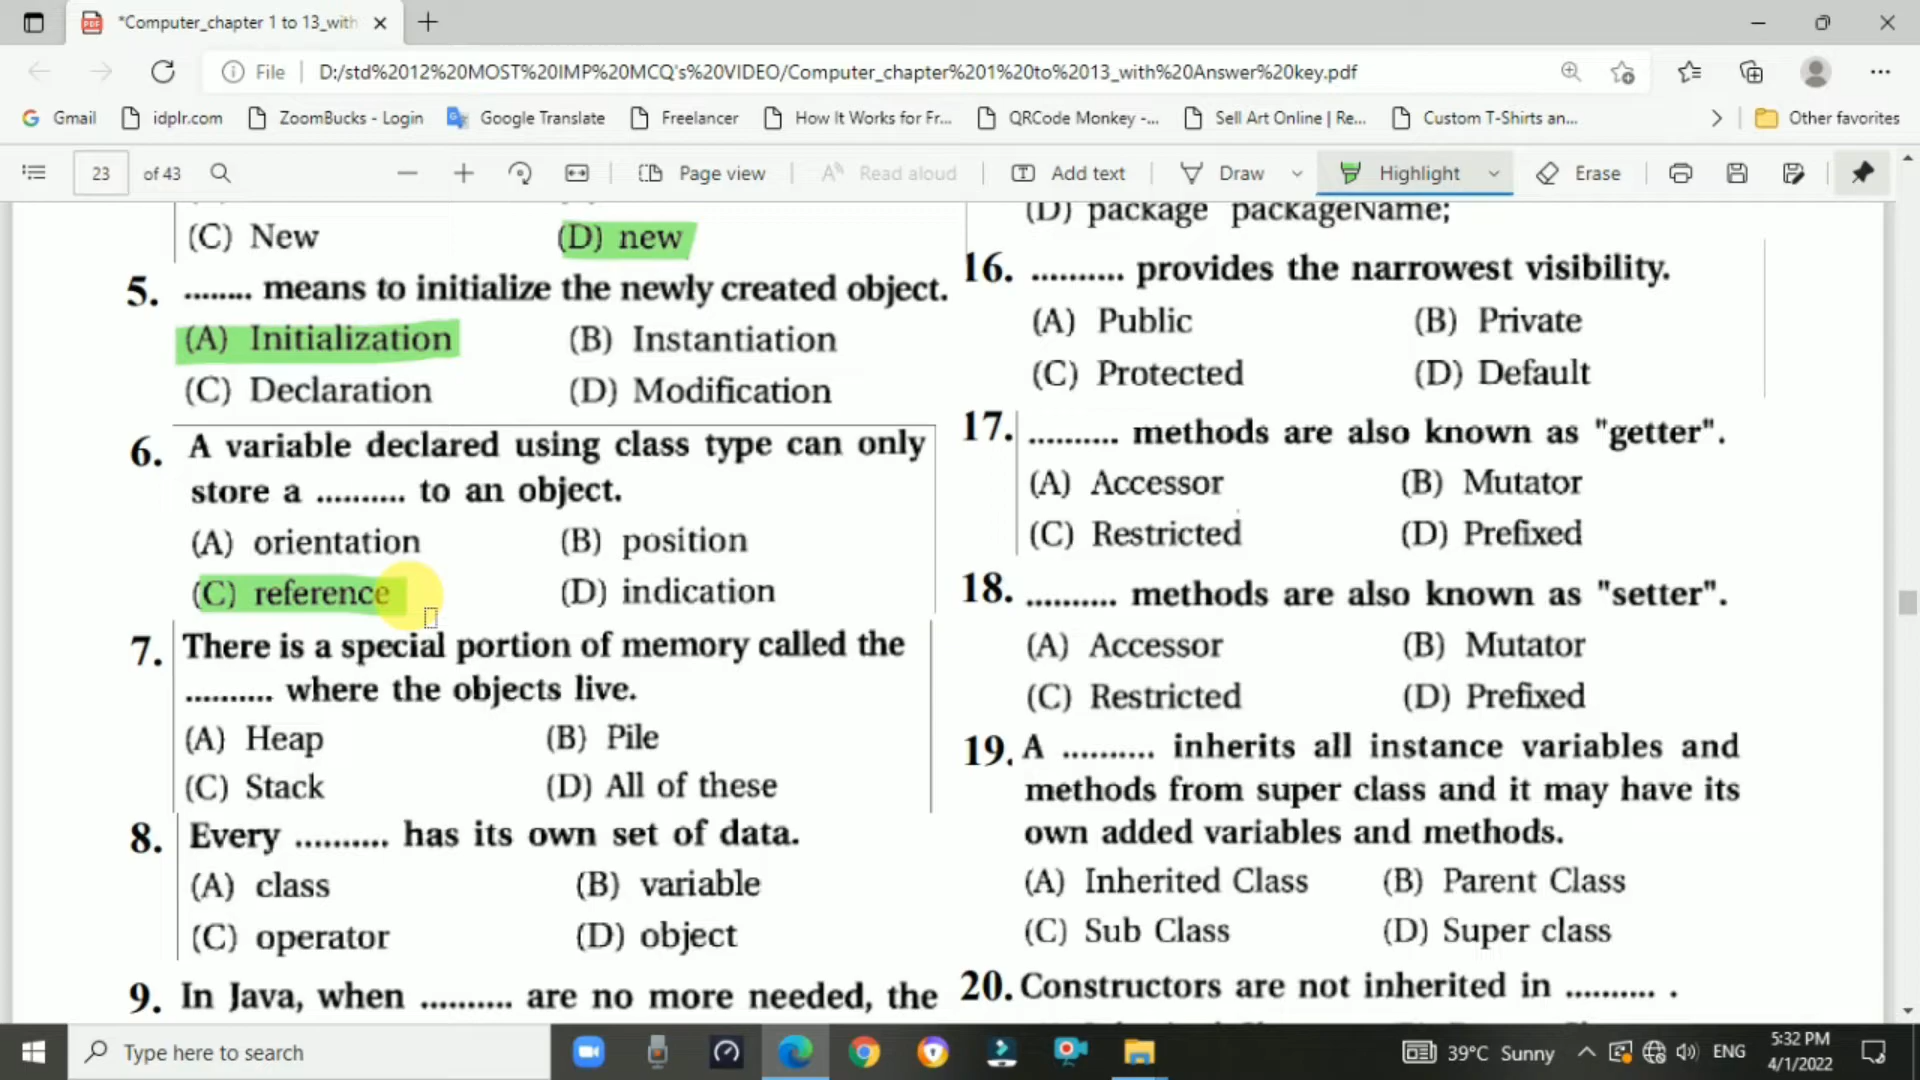 *Computer_chapter 1 to 13_with
File
D:/std%2012%20MOST%20IMP%20MCQ's%20VIDEO/Computer_chapter%201%20to%2013_with%20Answer%20key.pdf
Gmail
idplr.com
ZoomBucks - Login
Google Translate
Freelancer
How It Works for Fr...
QRCode Monkey -...
Sell Art Online | Re...
Custom T-Shirts an...
Other favorites
23 of 43
Page view
Read aloud
Add text
Draw
Highlight
Erase
(C) New (D) new
5. ........ means to initialize the newly created object.
(A) Initialization (B) Instantiation
(C) Declaration (D) Modification
6. A variable declared using class type can only
store a .......... to an object.
(A) orientation (B) position
(C) reference (D) indication
7. There is a special portion of memory called the
.......... where the objects live.
(A) Heap (B) Pile
(C) Stack (D) All of these
8. Every .......... has its own set of data.
(A) class (B) variable
(C) operator (D) object
9. In Java, when .......... are no more needed, the
(D) package packageName;
16. .......... provides the narrowest visibility.
(A) Public (B) Private
(C) Protected (D) Default
17. .......... methods are also known as "getter".
(A) Accessor (B) Mutator
(C) Restricted (D) Prefixed
18. .......... methods are also known as "setter".
(A) Accessor (B) Mutator
(C) Restricted (D) Prefixed
19. A .......... inherits all instance variables and
methods from super class and it may have its
own added variables and methods.
(A) Inherited Class (B) Parent Class
(C) Sub Class (D) Super class
20. Constructors are not inherited in .......... .
Type here to search
39°C Sunny
ENG
5:32 PM
4/1/2022